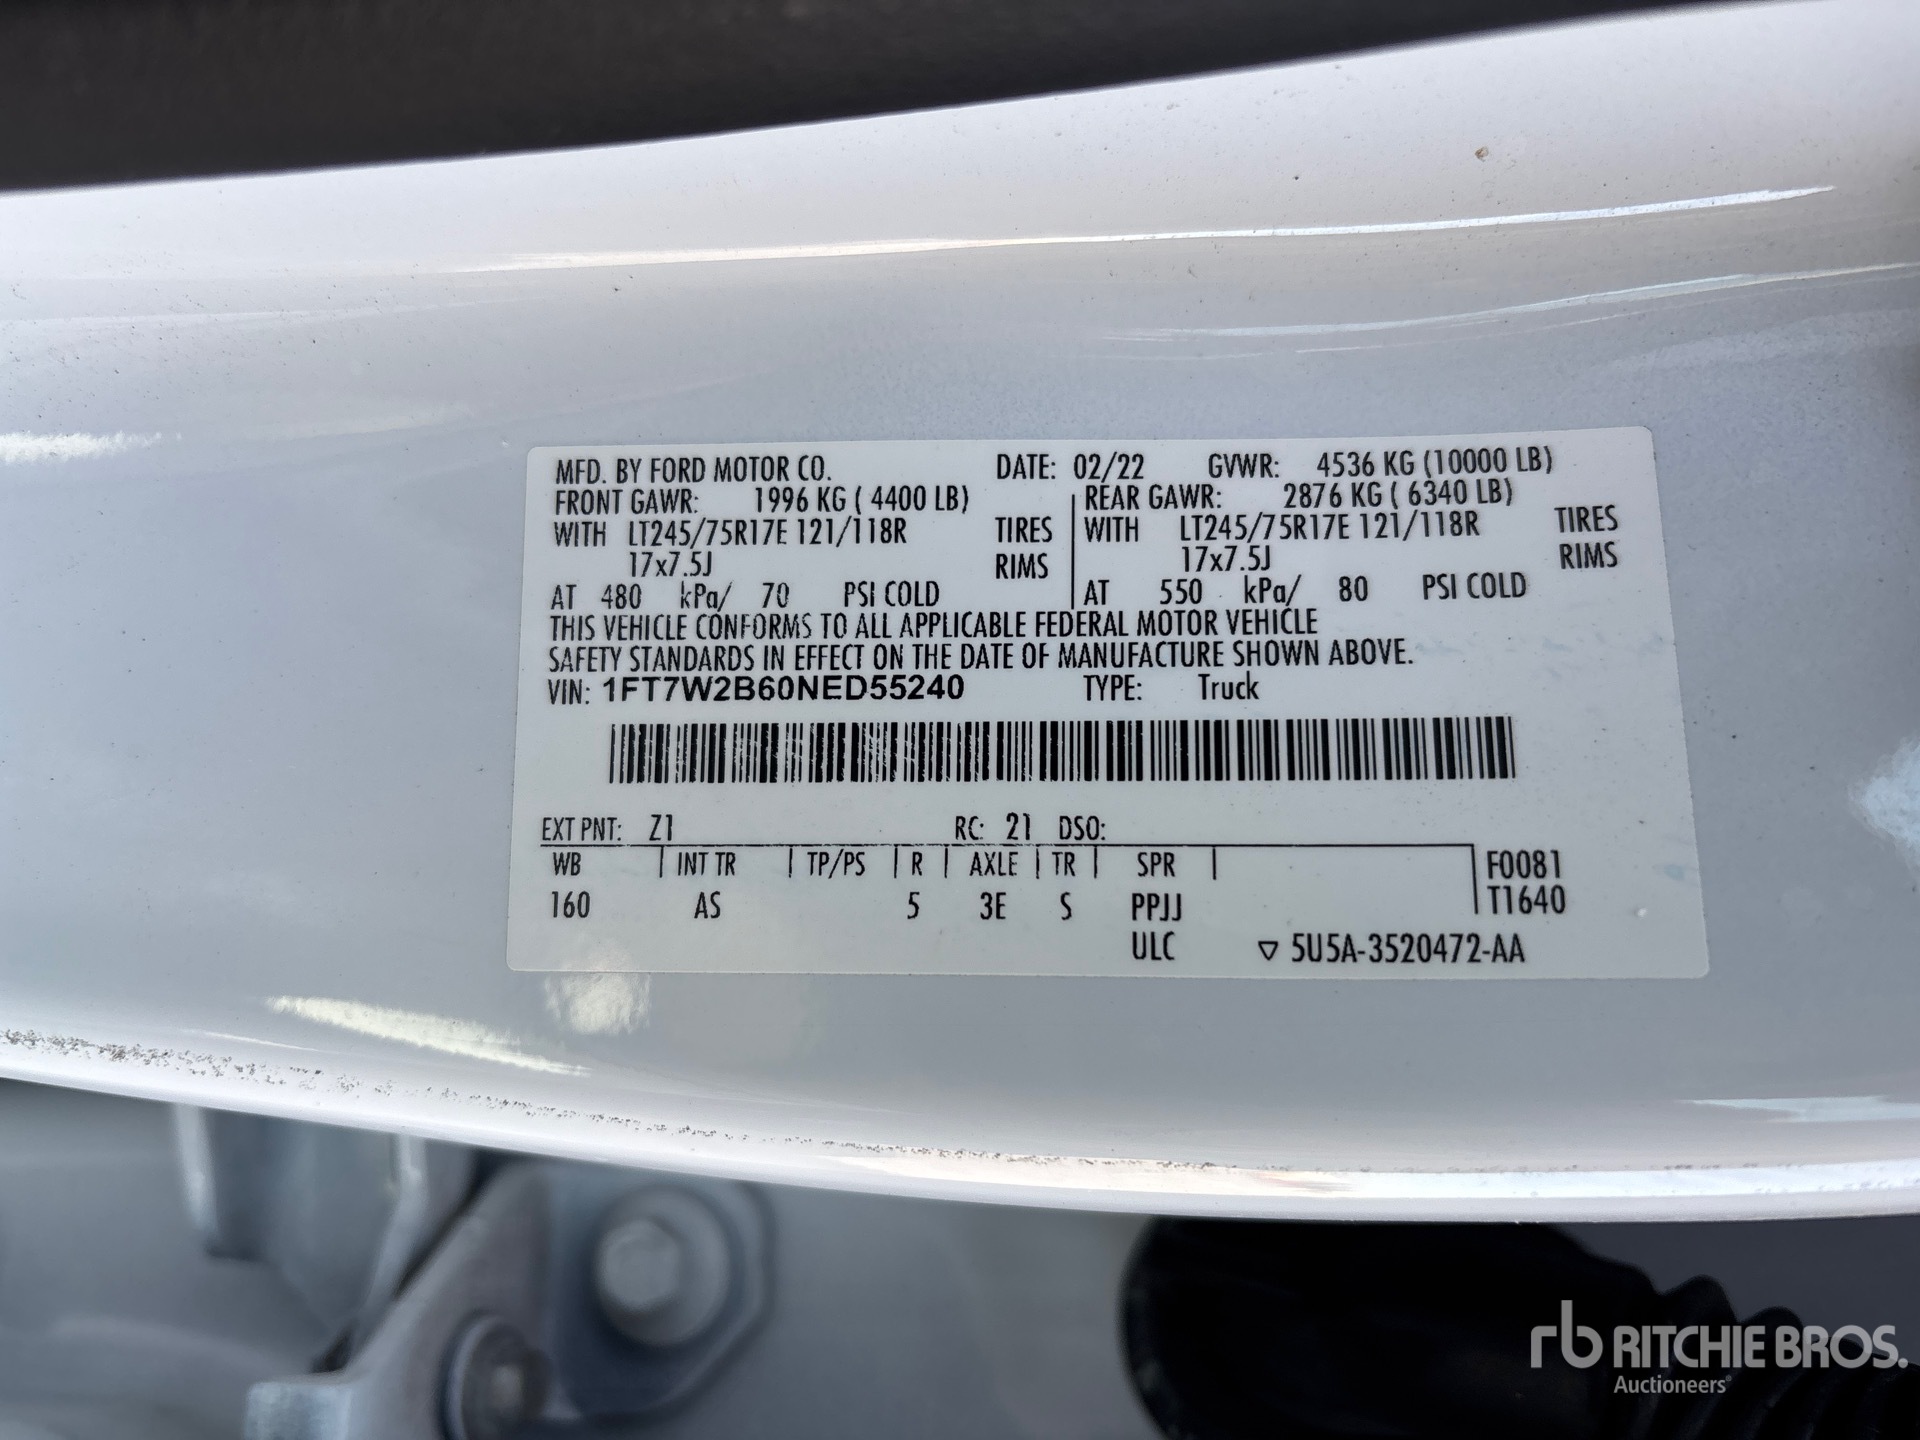 MFD. BY FORD MOTOR CO. DATE: 02/22 GVWR: 4536 KG (10000 LB)
FRONT GAWR: 1996 KG ( 4400 LB) REAR GAWR: 2876 KG ( 6340 LB)
WITH LT245/75R17E 121/118R TIRES WITH LT245/75R17E 121/118R TIRES
17x7.5J RIMS 17x7.5J RIMS
AT 480 kPa/ 70 PSI COLD AT 550 kPa/ 80 PSI COLD
THIS VEHICLE CONFORMS TO ALL APPLICABLE FEDERAL MOTOR VEHICLE
SAFETY STANDARDS IN EFFECT ON THE DATE OF MANUFACTURE SHOWN ABOVE.
VIN: 1FT7W2B60NED55240 TYPE: Truck
EXT PNT: Z1 RC: 21 DSO:
WB INT TR TP/PS R AXLE TR SPR F0081
160 AS 5 3E S PPJJ T1640
ULC ▽ 5U5A-3520472-AA
rb RITCHIE BROS.
Auctioneers